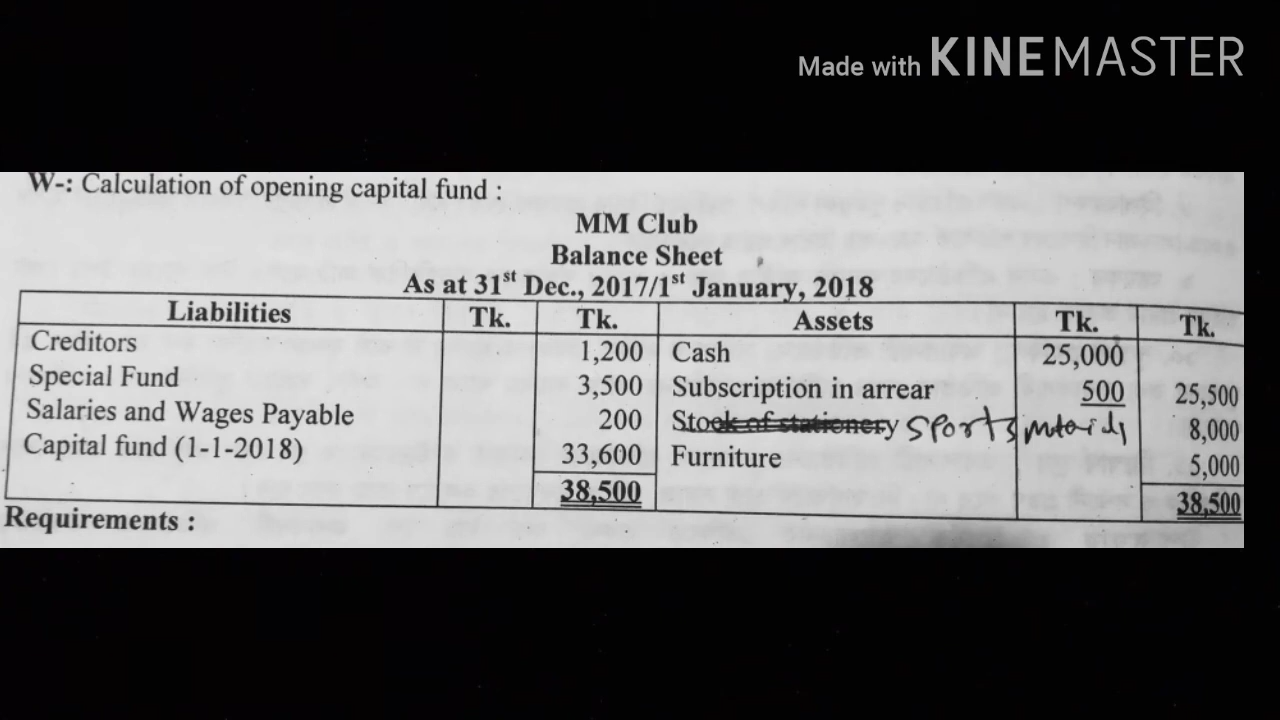 Made with KINEMASTER
W-: Calculation of opening capital fund :
MM Club
Balance Sheet
As at 31st Dec., 2017/1st January, 2018
Liabilities Tk. Tk. Assets Tk. Tk.
Creditors 1,200 Cash 25,000
Special Fund 3,500 Subscription in arrear 500 25,500
Salaries and Wages Payable 200 Stock of stationery sports 8,000
Capital fund (1-1-2018) 33,600 Furniture 5,000
38,500 38,500
Requirements :